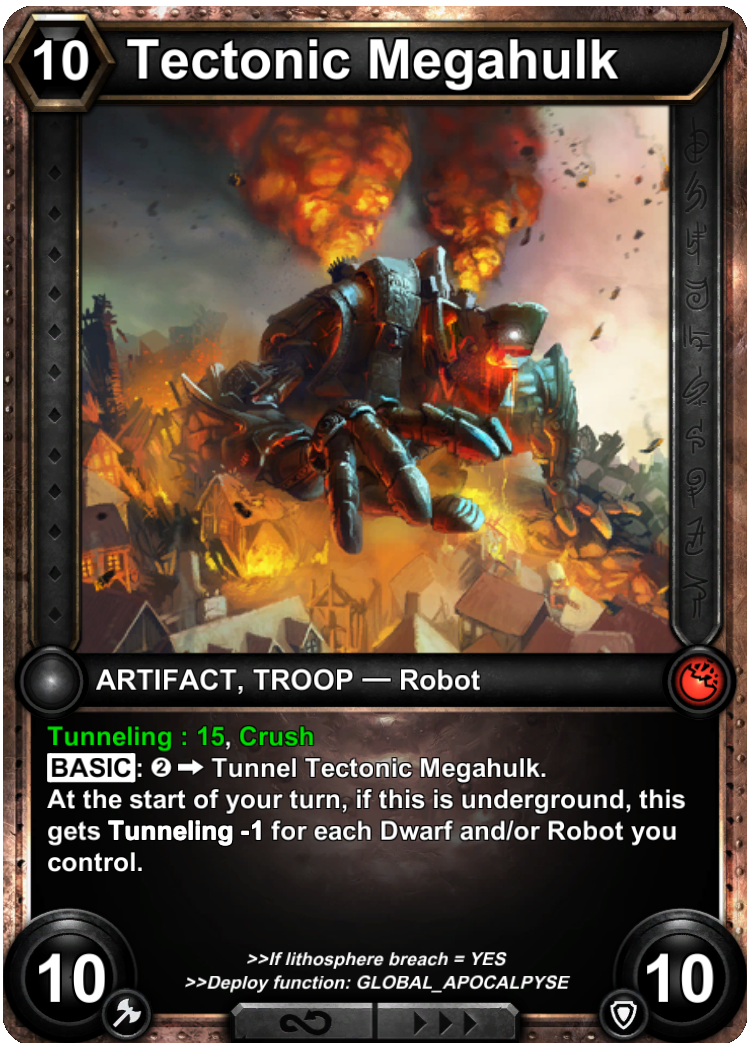 10 Tectonic Megahulk
ARTIFACT, TROOP — Robot
Tunneling : 15, Crush
BASIC: ❷ → Tunnel Tectonic Megahulk.
At the start of your turn, if this is underground, this
gets Tunneling -1 for each Dwarf and/or Robot you
control.
>>If lithosphere breach = YES
>>Deploy function: GLOBAL_APOCALPYSE
10 10